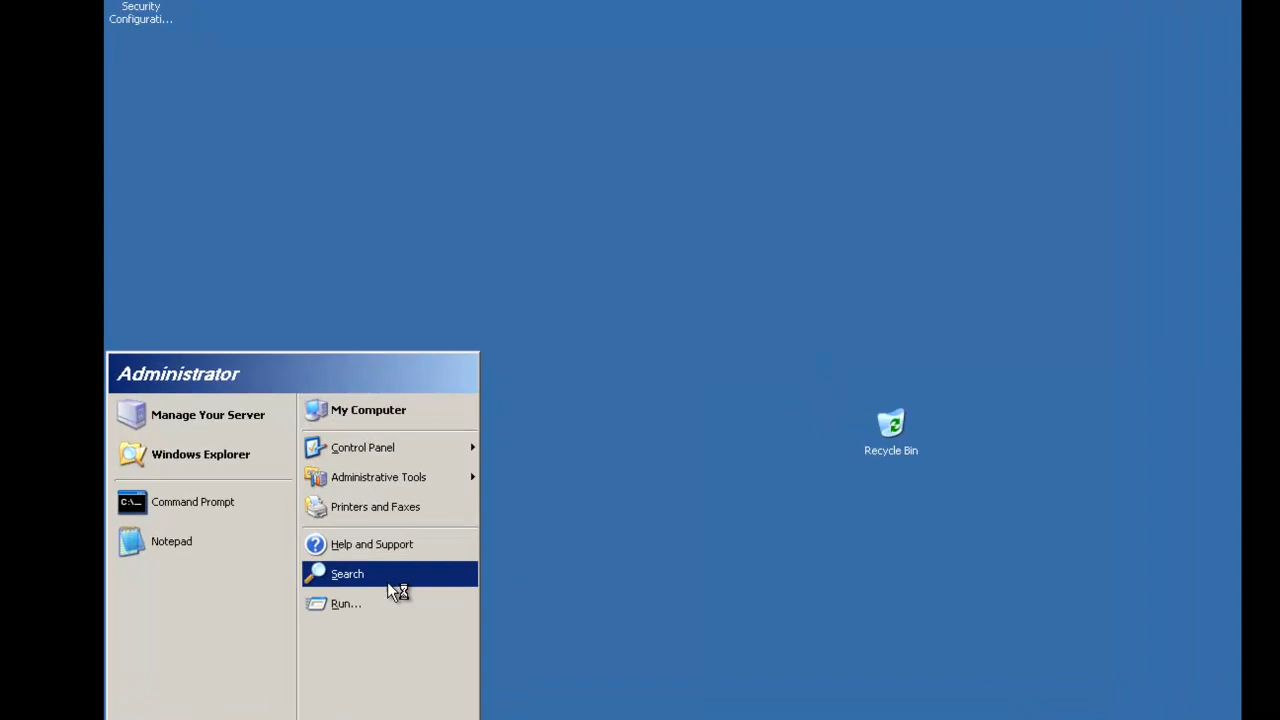 Security
Configurati...
Recycle Bin
Administrator
Manage Your Server
Windows Explorer
C:\_
Command Prompt
Notepad
My Computer
Control Panel
Administrative Tools
Printers and Faxes
Help and Support
Search
Run...